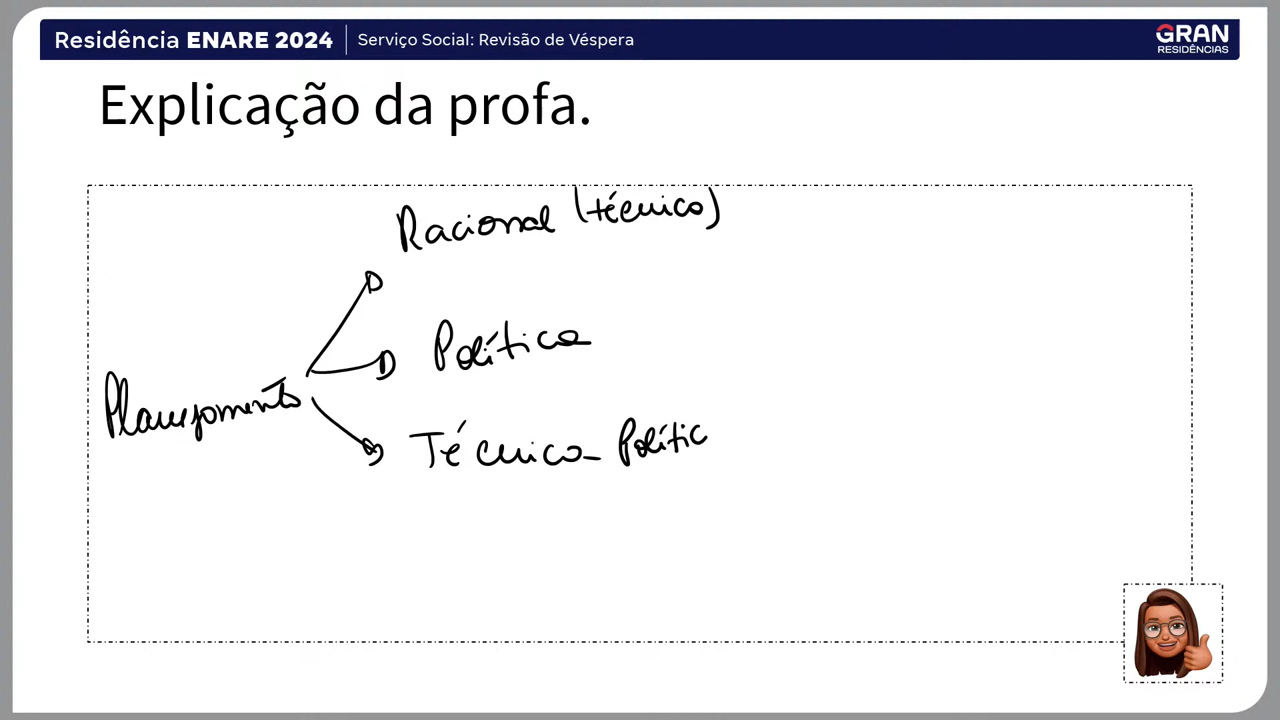 Residência ENARE 2024 | Serviço Social: Revisão de Véspera
GRAN
RESIDÊNCIAS
Explicação da profa.
Racional (técnico)
Política
Planejamento
Técnico-Polític